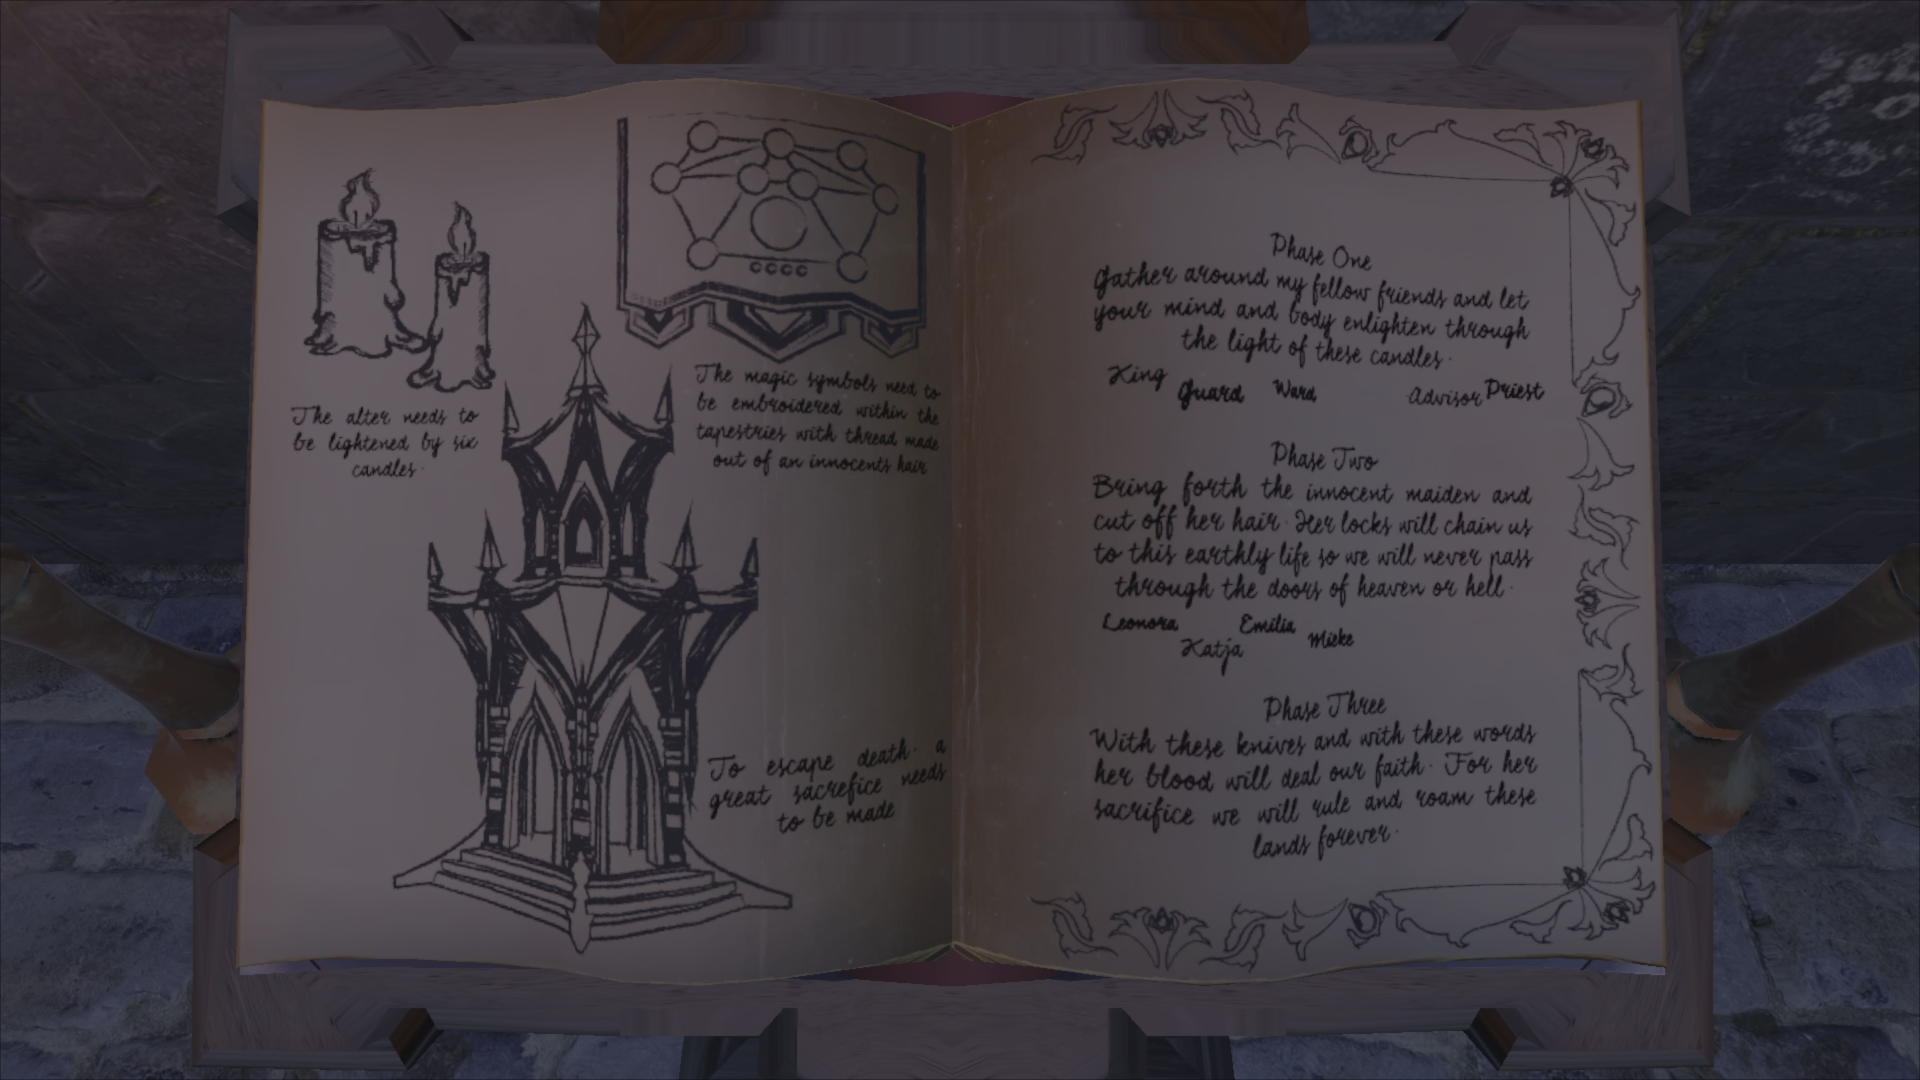 The alter needs to
be lightened by six
candles.
The magic symbols need to
be embroidered within the
tapestries with thread made
out of an innocents hair
To escape death. a
great sacrefice needs
to be made
Phase One
Gather around my fellow friends and let
your mind and body enlighten through
the light of these candles.
King Guard Ward Advisor Priest
Phase Two
Bring forth the innocent maiden and
cut off her hair. Her locks will chain us
to this earthly life so we will never pass
through the doors of heaven or hell.
Leonora Katja Emilia Mieke
Phase Three
With these knives and with these words
her blood will deal our faith. For her
sacrifice we will rule and roam these
lands forever.